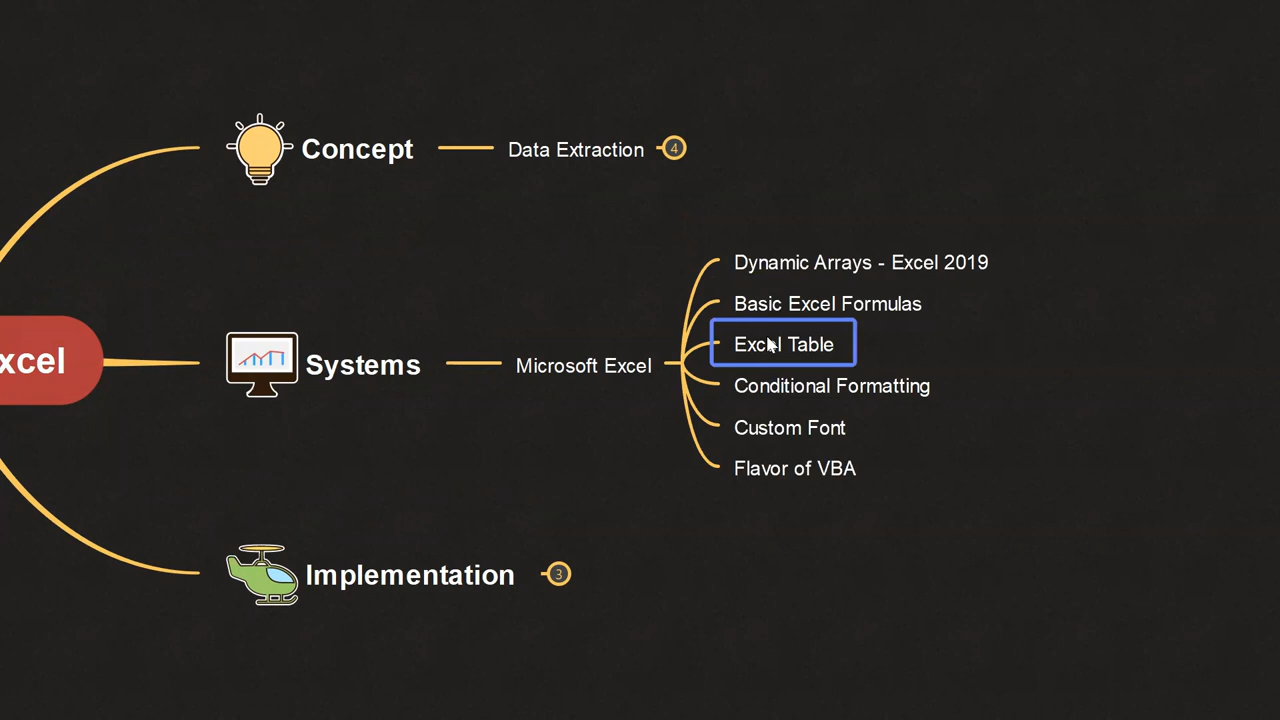 Concept
Data Extraction
4
Dynamic Arrays - Excel 2019
Basic Excel Formulas
Excel Table
Conditional Formatting
Custom Font
Flavor of VBA
xcel
Systems
Microsoft Excel
Implementation
3